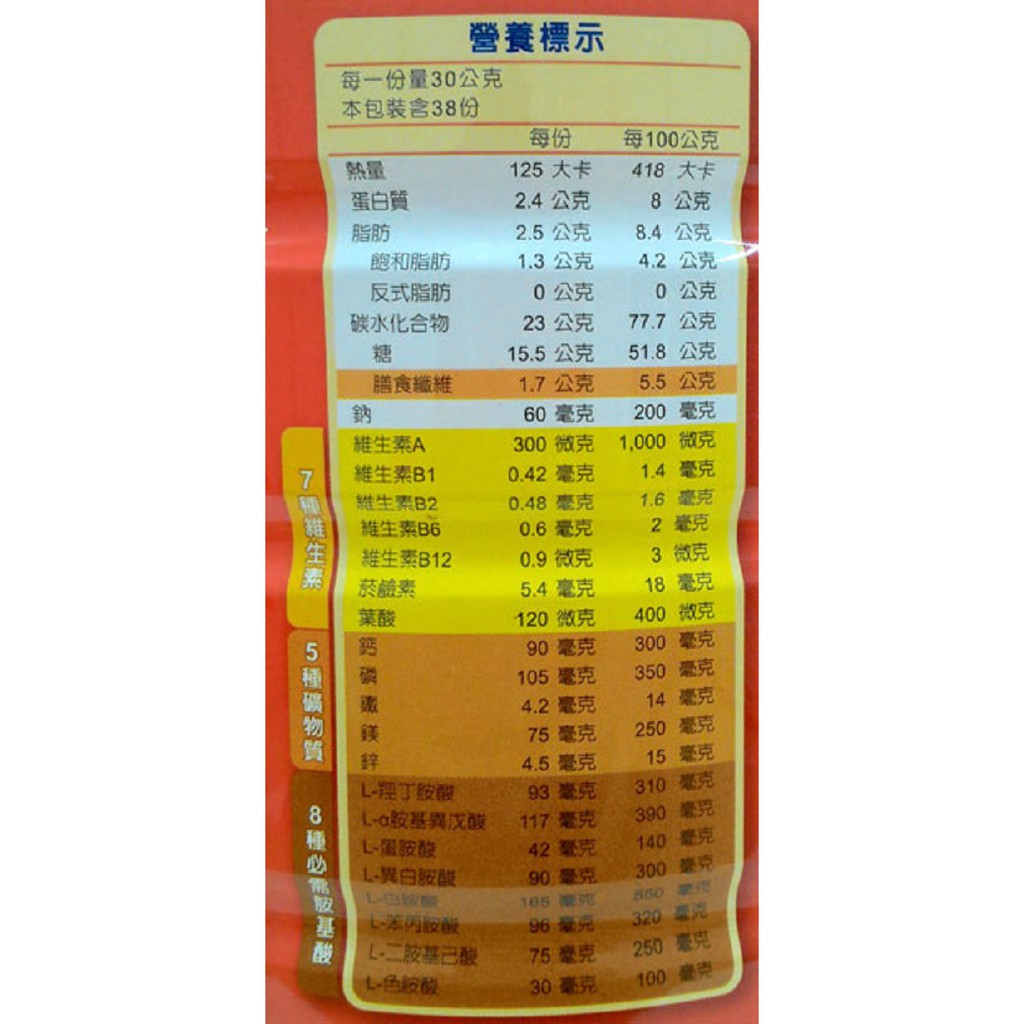 營養標示
每一份量30公克
本包裝含38份
每份 每100公克
熱量 125 大卡 418 大卡
蛋白質 2.4 公克 8 公克
脂肪 2.5 公克 8.4 公克
飽和脂肪 1.3 公克 4.2 公克
反式脂肪 0 公克 0 公克
碳水化合物 23 公克 77.7 公克
糖 15.5 公克 51.8 公克
膳食纖維 1.7 公克 5.5 公克
鈉 60 毫克 200 毫克
7種維生素
維生素A 300 微克 1,000 微克
維生素B1 0.42 毫克 1.4 毫克
維生素B2 0.48 毫克 1.6 毫克
維生素B6 0.6 毫克 2 毫克
維生素B12 0.9 微克 3 微克
菸鹼素 5.4 毫克 18 毫克
葉酸 120 微克 400 微克
5種礦物質
鈣 90 毫克 300 毫克
磷 105 毫克 350 毫克
鐵 4.2 毫克 14 毫克
鎂 75 毫克 250 毫克
鋅 4.5 毫克 15 毫克
8種必需胺基酸
L-羥丁胺酸 93 毫克 310 毫克
L-α胺基異戊酸 117 毫克 390 毫克
L-蛋胺酸 42 毫克 140 毫克
L-異白胺酸 90 毫克 300 毫克
L-白胺酸 165 毫克 550 毫克
L-苯丙胺酸 96 毫克 320 毫克
L-二胺基己酸 75 毫克 250 毫克
L-色胺酸 30 毫克 100 毫克